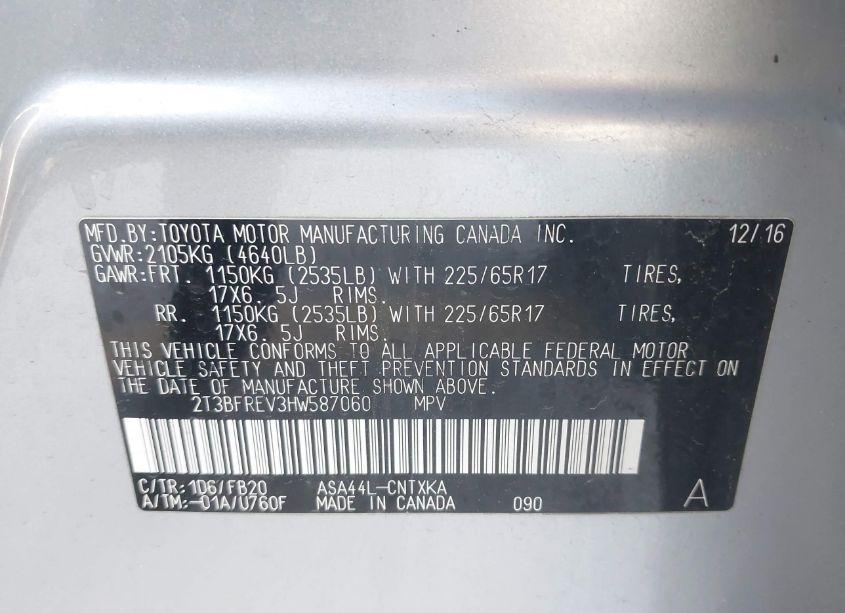 MFD.BY:TOYOTA MOTOR MANUFACTURING CANADA INC. 12/16
GVWR:2105KG (4640LB)
GAWR:FRT. 1150KG (2535LB) WITH 225/65R17 TIRES,
17X6.5J RIMS.
RR. 1150KG (2535LB) WITH 225/65R17 TIRES,
17X6.5J RIMS.
THIS VEHICLE CONFORMS TO ALL APPLICABLE FEDERAL MOTOR
VEHICLE SAFETY AND THEFT PREVENTION STANDARDS IN EFFECT ON
THE DATE OF MANUFACTURE SHOWN ABOVE.
2T3BFREV3HW587060 MPV
C/TR:1D6/FB20 ASA44L-CNTXKA
A/TM:-01A/U760F MADE IN CANADA 090 A